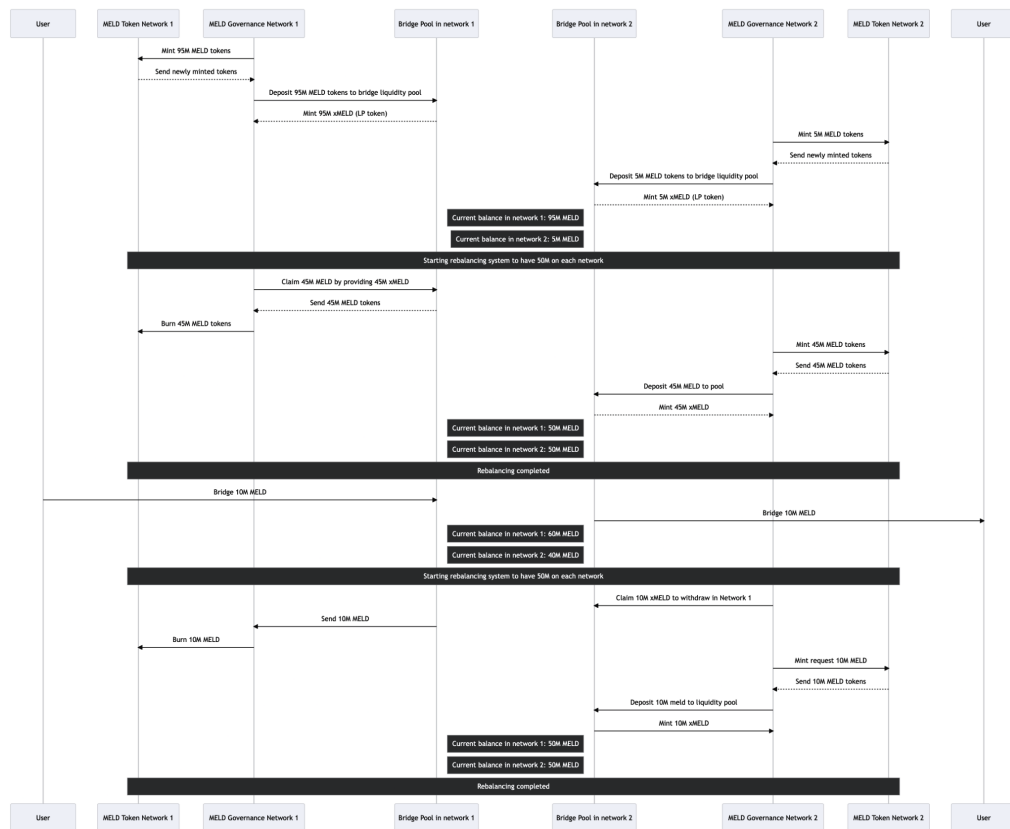 User
MELD Token Network 1
MELD Governance Network 1
Bridge Pool in network 1
Bridge Pool in network 2
MELD Governance Network 2
MELD Token Network 2
User
Mint 95M MELD tokens
Send newly minted tokens
Deposit 95M MELD tokens to bridge liquidity pool
Mint 95M xMELD (LP token)
Mint 5M MELD tokens
Send newly minted tokens
Deposit 5M MELD tokens to bridge liquidity pool
Mint 5M xMELD (LP token)
Current balance in network 1: 95M MELD
Current balance in network 2: 5M MELD
Starting rebalancing system to have 50M on each network
Claim 45M MELD by providing 45M xMELD
Send 45M MELD tokens
Burn 45M MELD tokens
Mint 45M MELD tokens
Send 45M MELD tokens
Deposit 45M MELD to pool
Mint 45M xMELD
Current balance in network 1: 50M MELD
Current balance in network 2: 50M MELD
Rebalancing completed
Bridge 10M MELD
Bridge 10M MELD
Current balance in network 1: 60M MELD
Current balance in network 2: 40M MELD
Starting rebalancing system to have 50M on each network
Claim 10M xMELD to withdraw in Network 1
Send 10M MELD
Burn 10M MELD
Mint request 10M MELD
Send 10M MELD tokens
Deposit 10M meld to liquidity pool
Mint 10M xMELD
Current balance in network 1: 50M MELD
Current balance in network 2: 50M MELD
Rebalancing completed
User
MELD Token Network 1
MELD Governance Network 1
Bridge Pool in network 1
Bridge Pool in network 2
MELD Governance Network 2
MELD Token Network 2
User